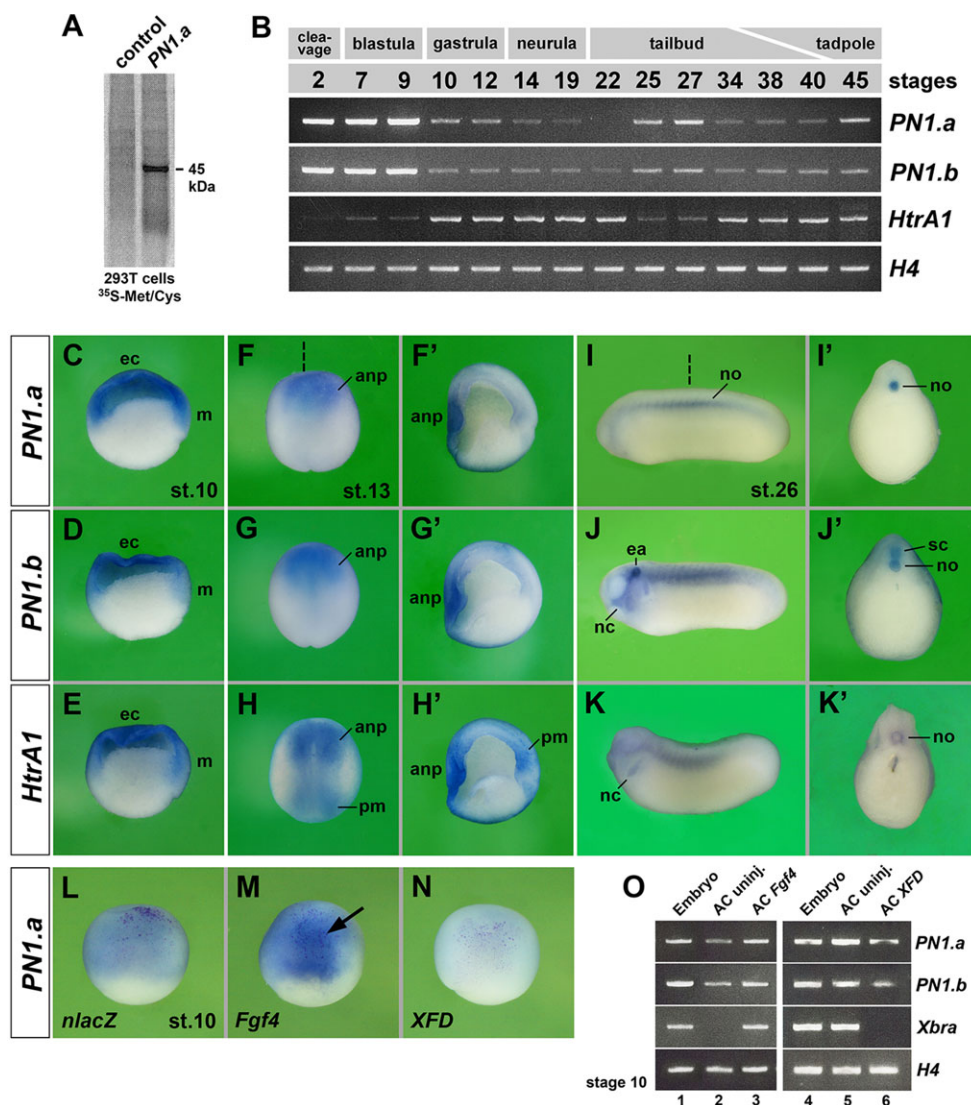 A
control
PN1.a
45
kDa
293T cells
³⁵S-Met/Cys
B
clea-
vage
blastula
gastrula
neurula
tailbud
tadpole
2 7 9 10 12 14 19 22 25 27 34 38 40 45 stages
PN1.a
PN1.b
HtrA1
H4
PN1.a
C
ec
m
st.10
F
anp
st.13
F'
anp
I
no
st.26
I'
no
PN1.b
D
ec
m
G
anp
G'
anp
J
ea
nc
J'
sc
no
HtrA1
E
ec
m
H
anp
pm
H'
pm
anp
K
nc
K'
no
PN1.a
L
nlacZ
st.10
M
Fgf4
N
XFD
O
Embryo
AC uninj.
AC Fgf4
Embryo
AC uninj.
AC XFD
PN1.a
PN1.b
Xbra
H4
stage 10
1 2 3 4 5 6